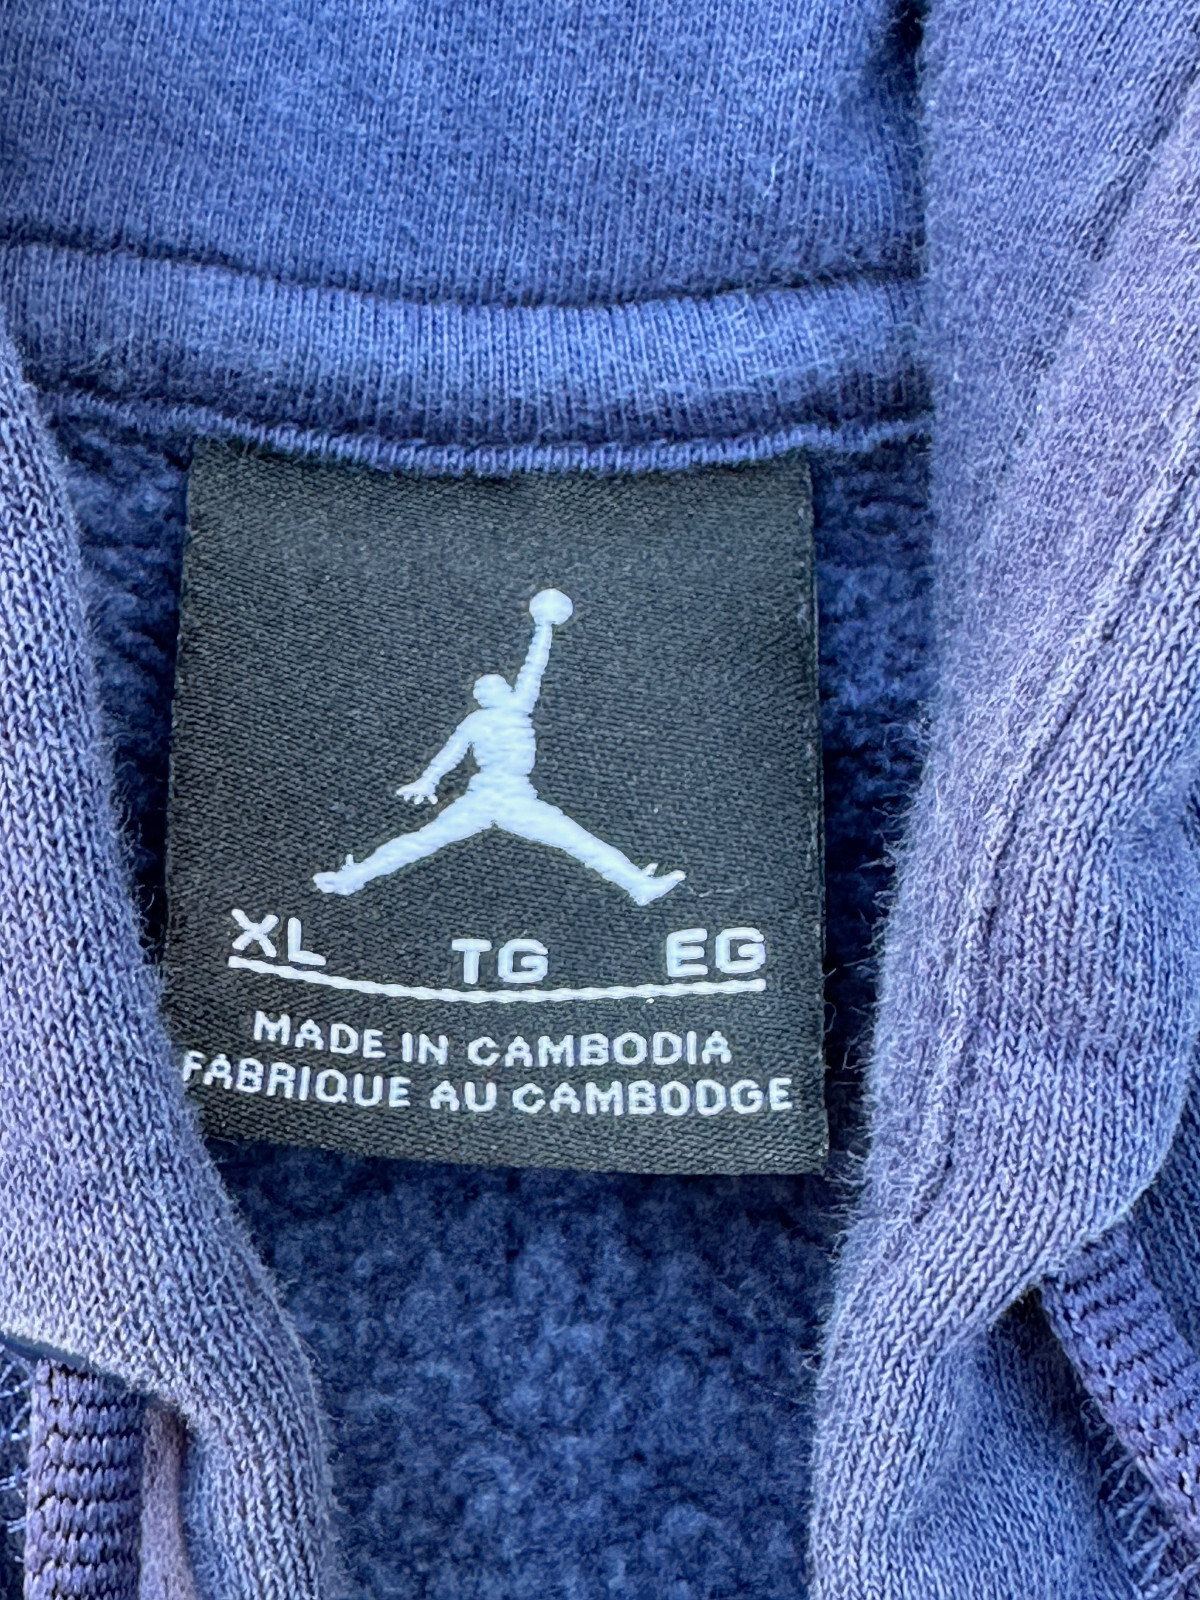 XL TG EG
MADE IN CAMBODIA
FABRIQUE AU CAMBODGE